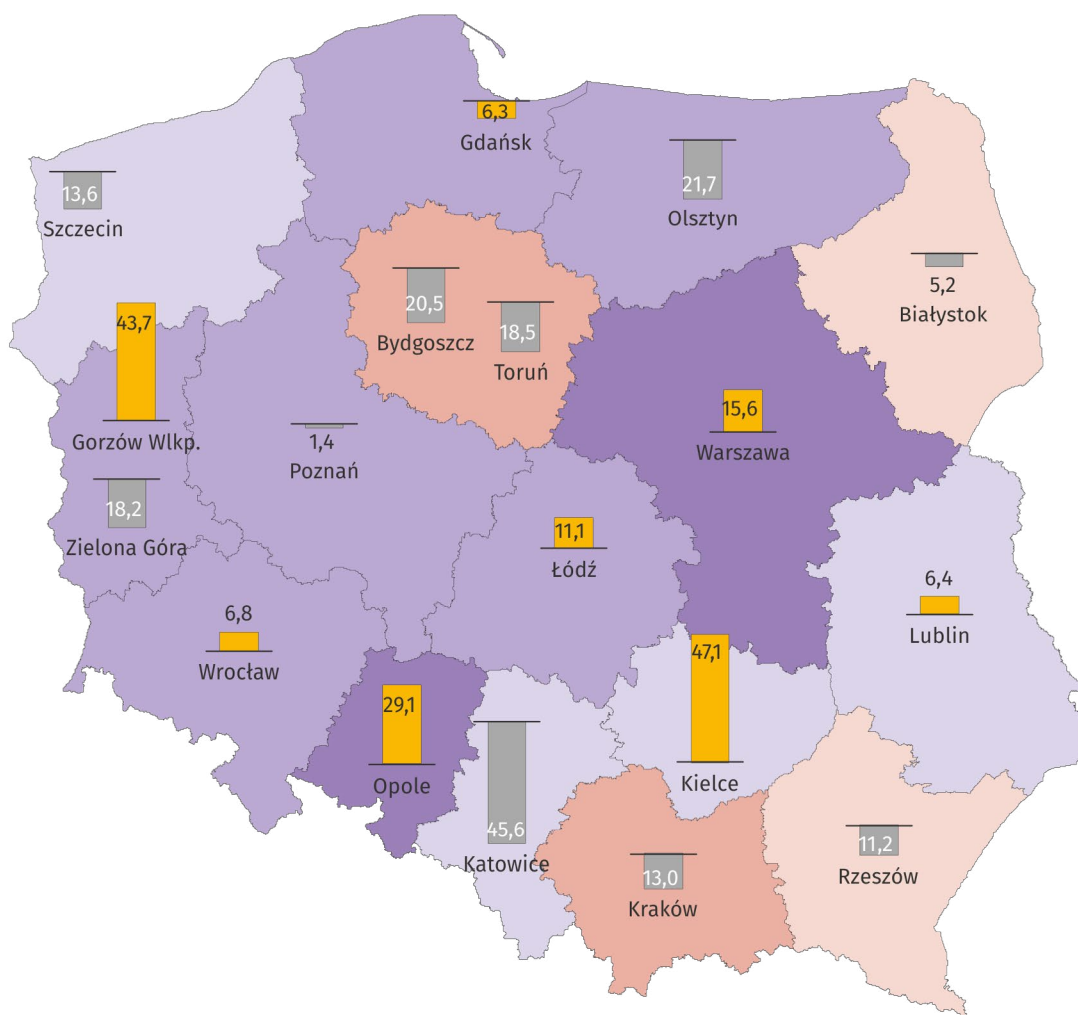 6,3
Gdańsk
21,7
Olsztyn
13,6
Szczecin
5,2
Białystok
20,5
Bydgoszcz
18,5
Toruń
43,7
Gorzów Wlkp.
1,4
Poznań
15,6
Warszawa
18,2
Zielona Góra
11,1
Łódź
6,4
Lublin
6,8
Wrocław
47,1
Kielce
29,1
Opole
45,6
Katowice
13,0
Kraków
11,2
Rzeszów